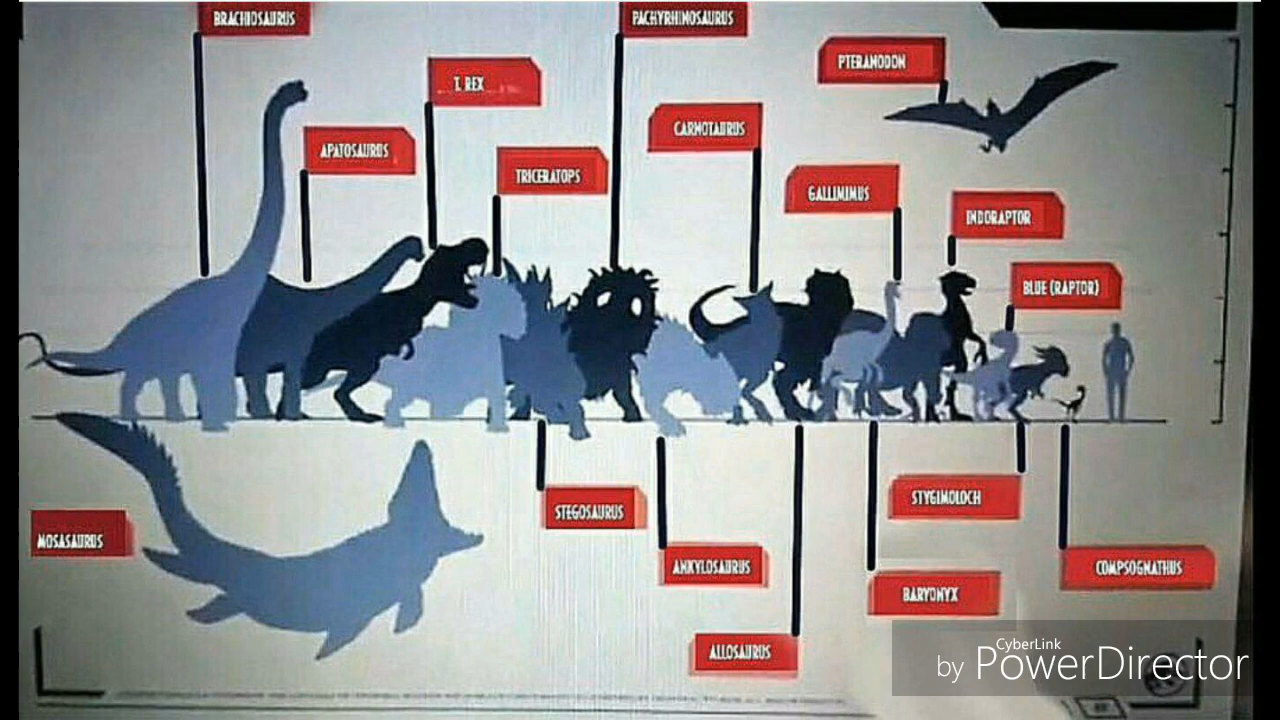 BRACHIOSAURUS
PACHYRHINOSAURUS
PTERANODON
T. REX
CARNOTAURUS
APATOSAURUS
TRICERATOPS
GALLIMIMUS
INDORAPTOR
BLUE (RAPTOR)
STYGIMOLOCH
STEGOSAURUS
MOSASAURUS
ANKYLOSAURUS
COMPSOGNATHUS
BARYONYX
ALLOSAURUS
CyberLink
by PowerDirector